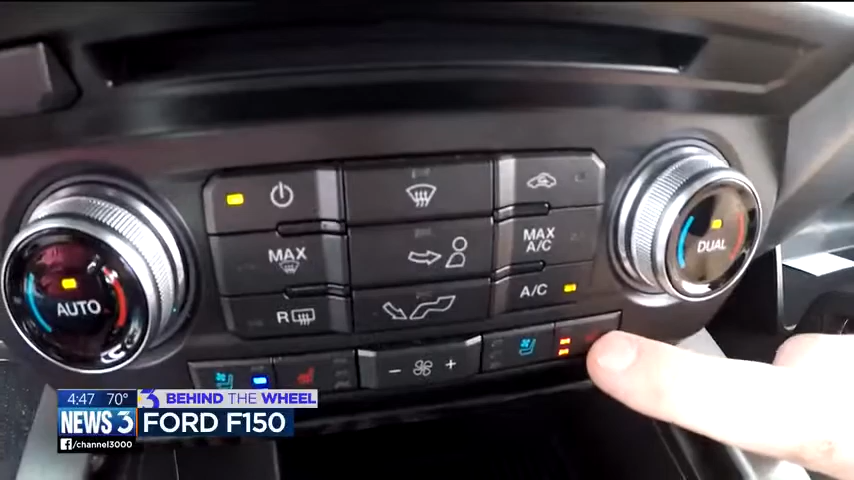 MAX
MAX
A/C
A/C
R
AUTO
DUAL
- +
4:47 70°
BEHIND THE WHEEL
NEWS 3
FORD F150
f/channel3000